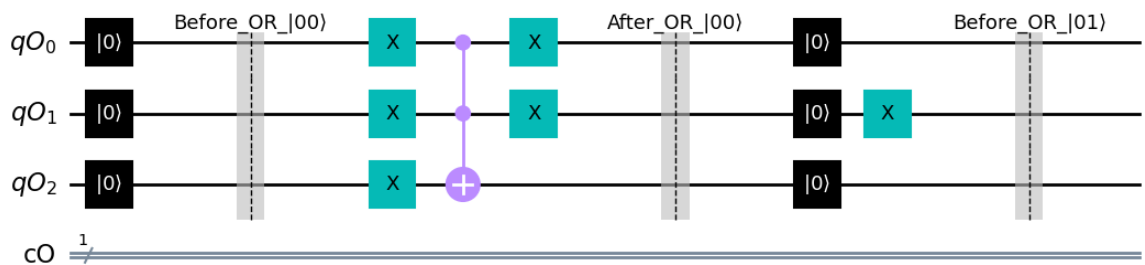 Before_OR_|00⟩ After_OR_|00⟩ Before_OR_|01⟩
qO₀ |0⟩ X X |0⟩
qO₁ |0⟩ X X |0⟩ X
qO₂ |0⟩ X |0⟩
cO 1